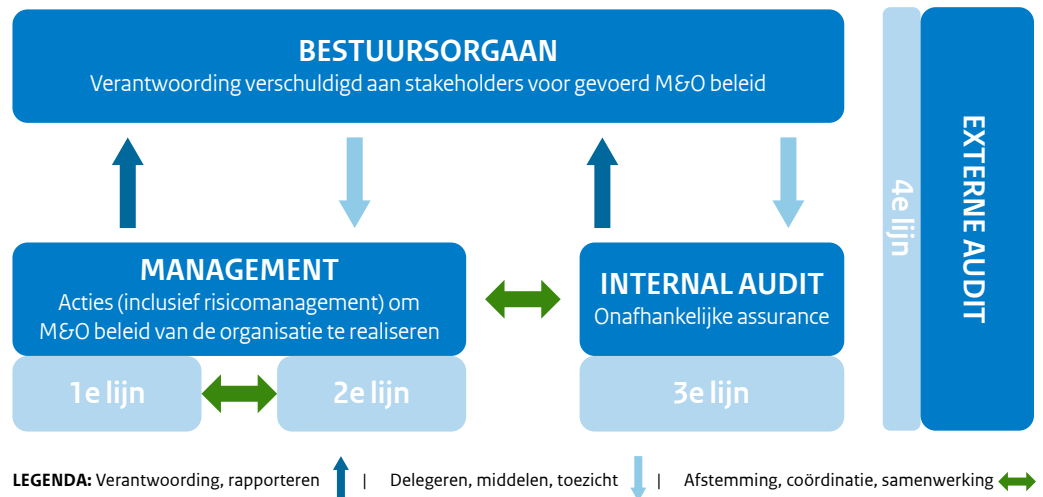 BESTUURSORGAAN
Verantwoording verschuldigd aan stakeholders voor gevoerd M&O beleid
MANAGEMENT
Acties (inclusief risicomanagement) om
M&O beleid van de organisatie te realiseren
1e lijn
2e lijn
INTERNAL AUDIT
Onafhankelijke assurance
3e lijn
4e lijn
EXTERNE AUDIT
LEGENDA: Verantwoording, rapporteren | Delegeren, middelen, toezicht | Afstemming, coördinatie, samenwerking